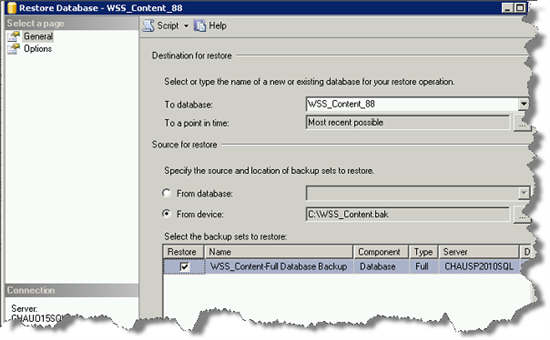 Restore Database - WSS_Content_88
Select a page
General
Options
Script Help
Destination for restore
Select or type the name of a new or existing database for your restore operation.
To database: WSS_Content_88
To a point in time: Most recent possible ...
Source for restore
Specify the source and location of backup sets to restore.
From database:
From device: C:\WSS_Content.bak ...
Select the backup sets to restore:
Restore Name Component Type Server D
WSS_Content-Full Database Backup Database Full CHAUSP2010SQL
Connection
Server: